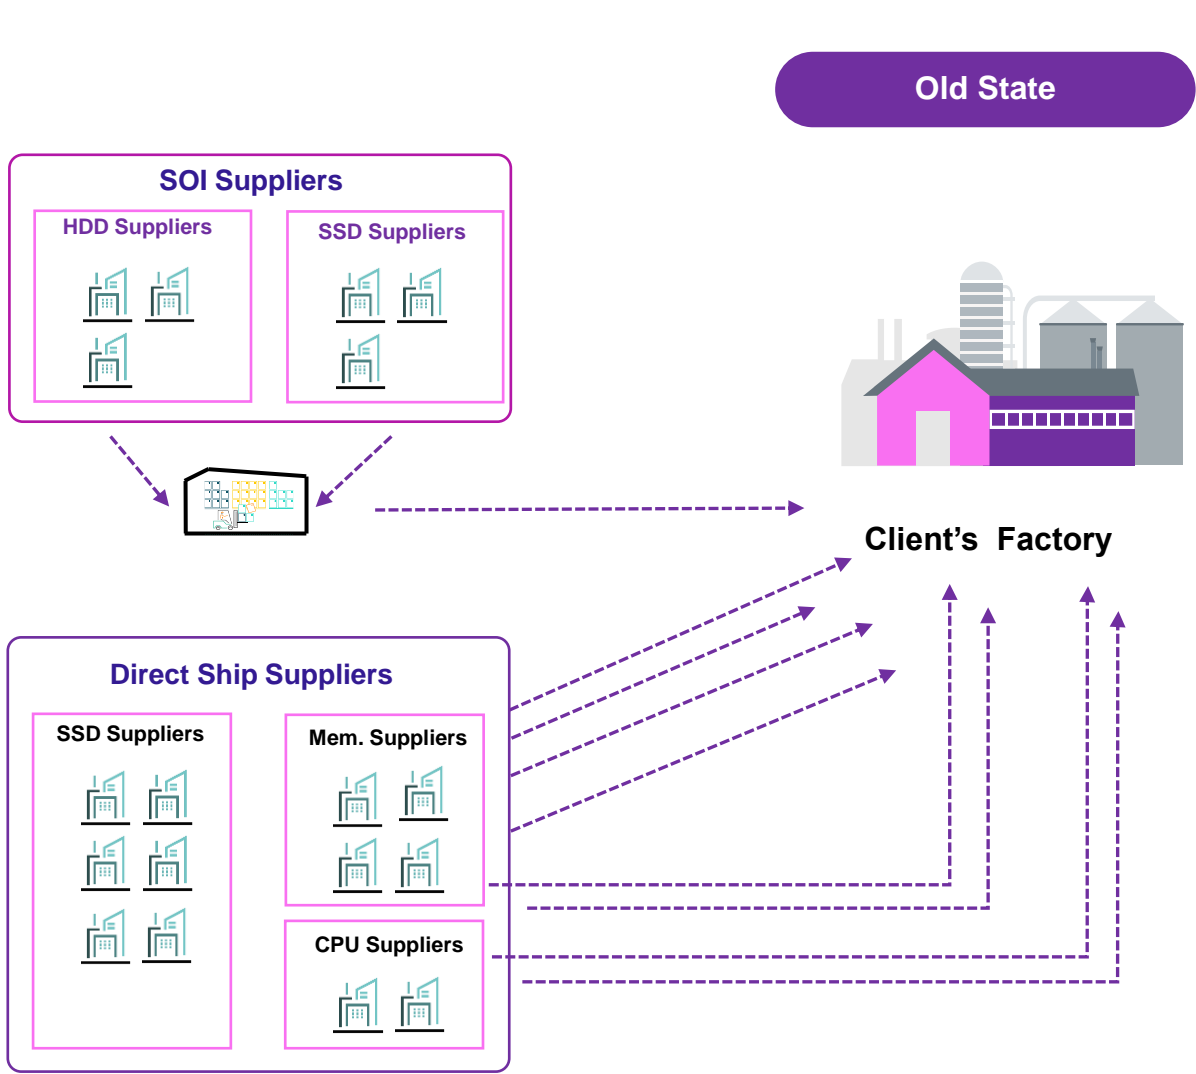 Old State
SOI Suppliers
HDD Suppliers
SSD Suppliers
Client's Factory
Direct Ship Suppliers
SSD Suppliers
Mem. Suppliers
CPU Suppliers